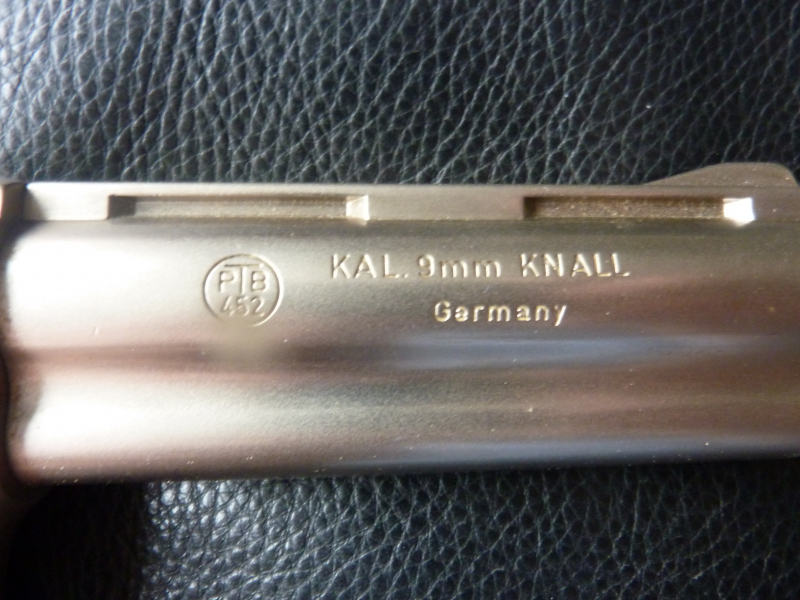 PTB
452
KAL. 9mm KNALL
Germany